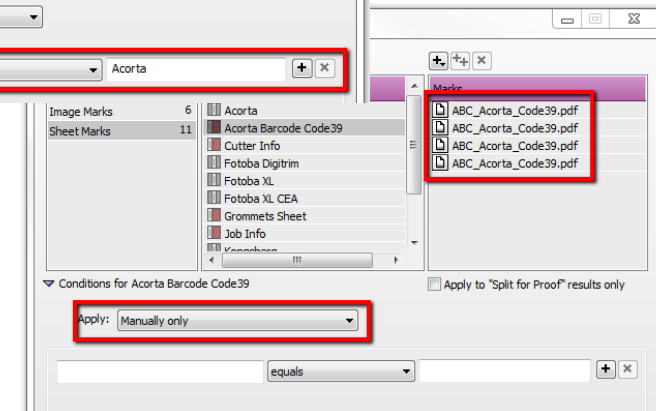 Acorta
Marks
Image Marks 6
Sheet Marks 11
Acorta
Acorta Barcode Code39
Cutter Info
Fotoba Digitrim
Fotoba XL
Fotoba XL CEA
Grommets Sheet
Job Info
Kongsberg
ABC_Acorta_Code39.pdf
ABC_Acorta_Code39.pdf
ABC_Acorta_Code39.pdf
ABC_Acorta_Code39.pdf
Conditions for Acorta Barcode Code39
Apply to "Split for Proof" results only
Apply: Manually only
equals